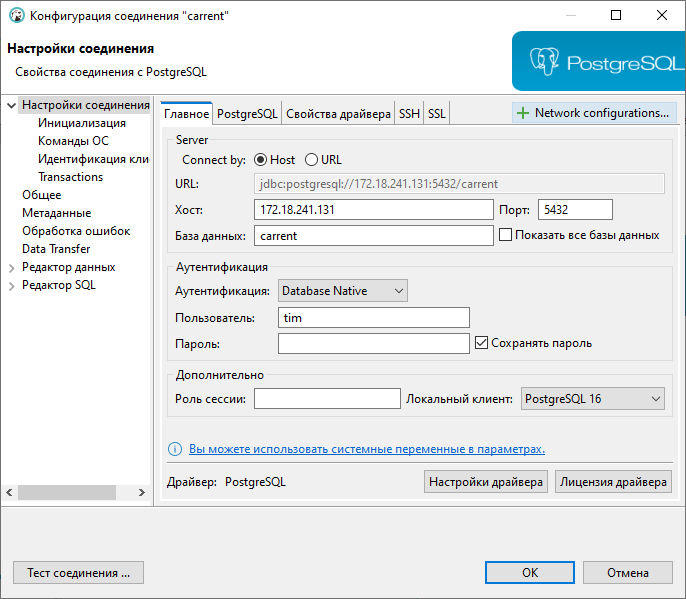 Конфигурация соединения "carrent"
Настройки соединения
Свойства соединения с PostgreSQL
PostgreSQL
Настройки соединения
Инициализация
Команды ОС
Идентификация кли
Transactions
Общее
Метаданные
Обработка ошибок
Data Transfer
Редактор данных
Редактор SQL
Главное PostgreSQL Свойства драйвера SSH SSL Network configurations...
Server
Connect by: Host URL
URL: jdbc:postgresql://172.18.241.131:5432/carrent
Хост: 172.18.241.131 Порт: 5432
База данных: carrent Показать все базы данных
Аутентификация
Аутентификация: Database Native
Пользователь: tim
Пароль: Сохранять пароль
Дополнительно
Роль сессии: Локальный клиент: PostgreSQL 16
Вы можете использовать системные переменные в параметрах.
Драйвер: PostgreSQL Настройки драйвера Лицензия драйвера
Тест соединения ... OK Отмена